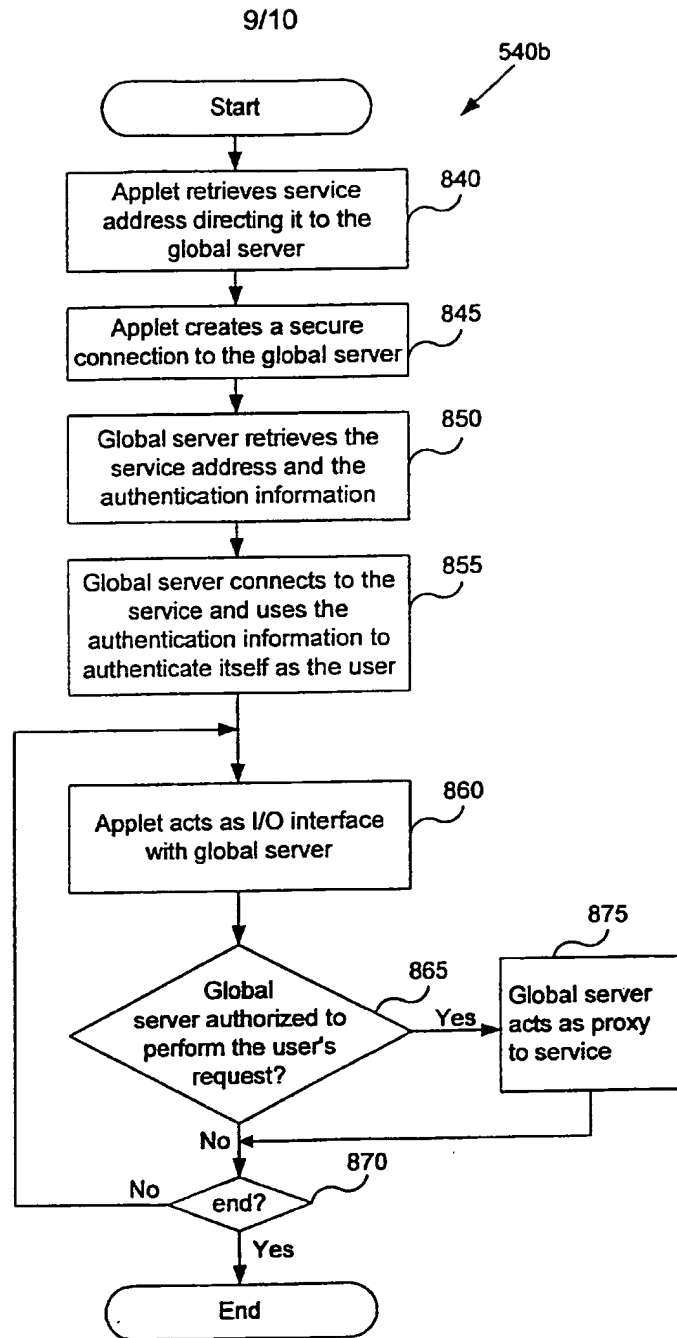 9/10
540b
Start
Applet retrieves service
address directing it to the
global server
840
Applet creates a secure
connection to the global server
845
Global server retrieves the
service address and the
authentication information
850
Global server connects to the
service and uses the
authentication information to
authenticate itself as the user
855
Applet acts as I/O interface
with global server
860
Global
server authorized to
perform the user's
request?
865
Yes
Global server
acts as proxy
to service
875
No
end?
870
No
Yes
End